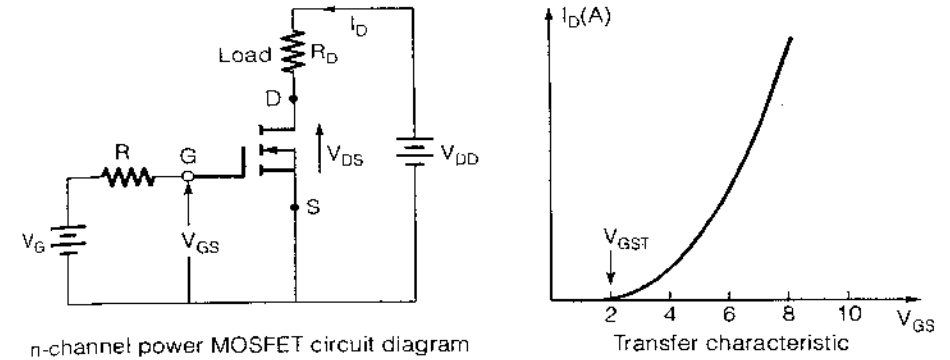 I_D
Load
R_D
D
R
G
V_DS
V_DD
S
V_G
V_GS
n-channel power MOSFET circuit diagram
I_D(A)
V_GST
2 4 6 8 10
V_GS
Transfer characteristic